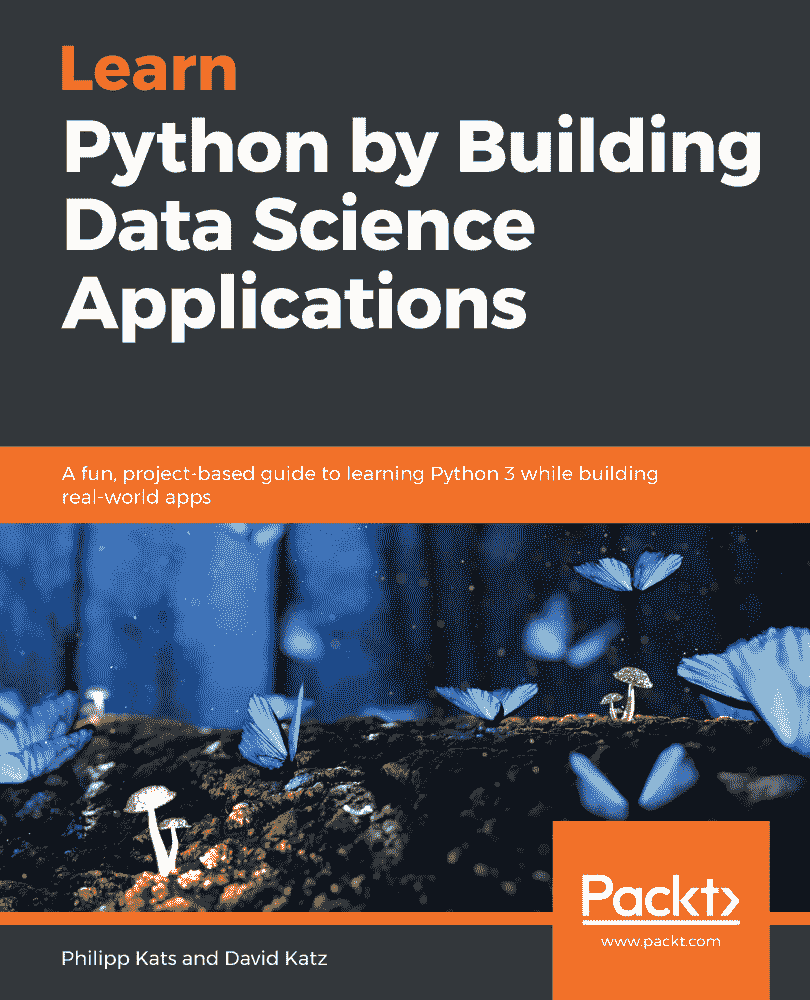 Learn
Python by Building
Data Science
Applications
A fun, project-based guide to learning Python 3 while building
real-world apps
Packt>
www.packt.com
Philipp Kats and David Katz